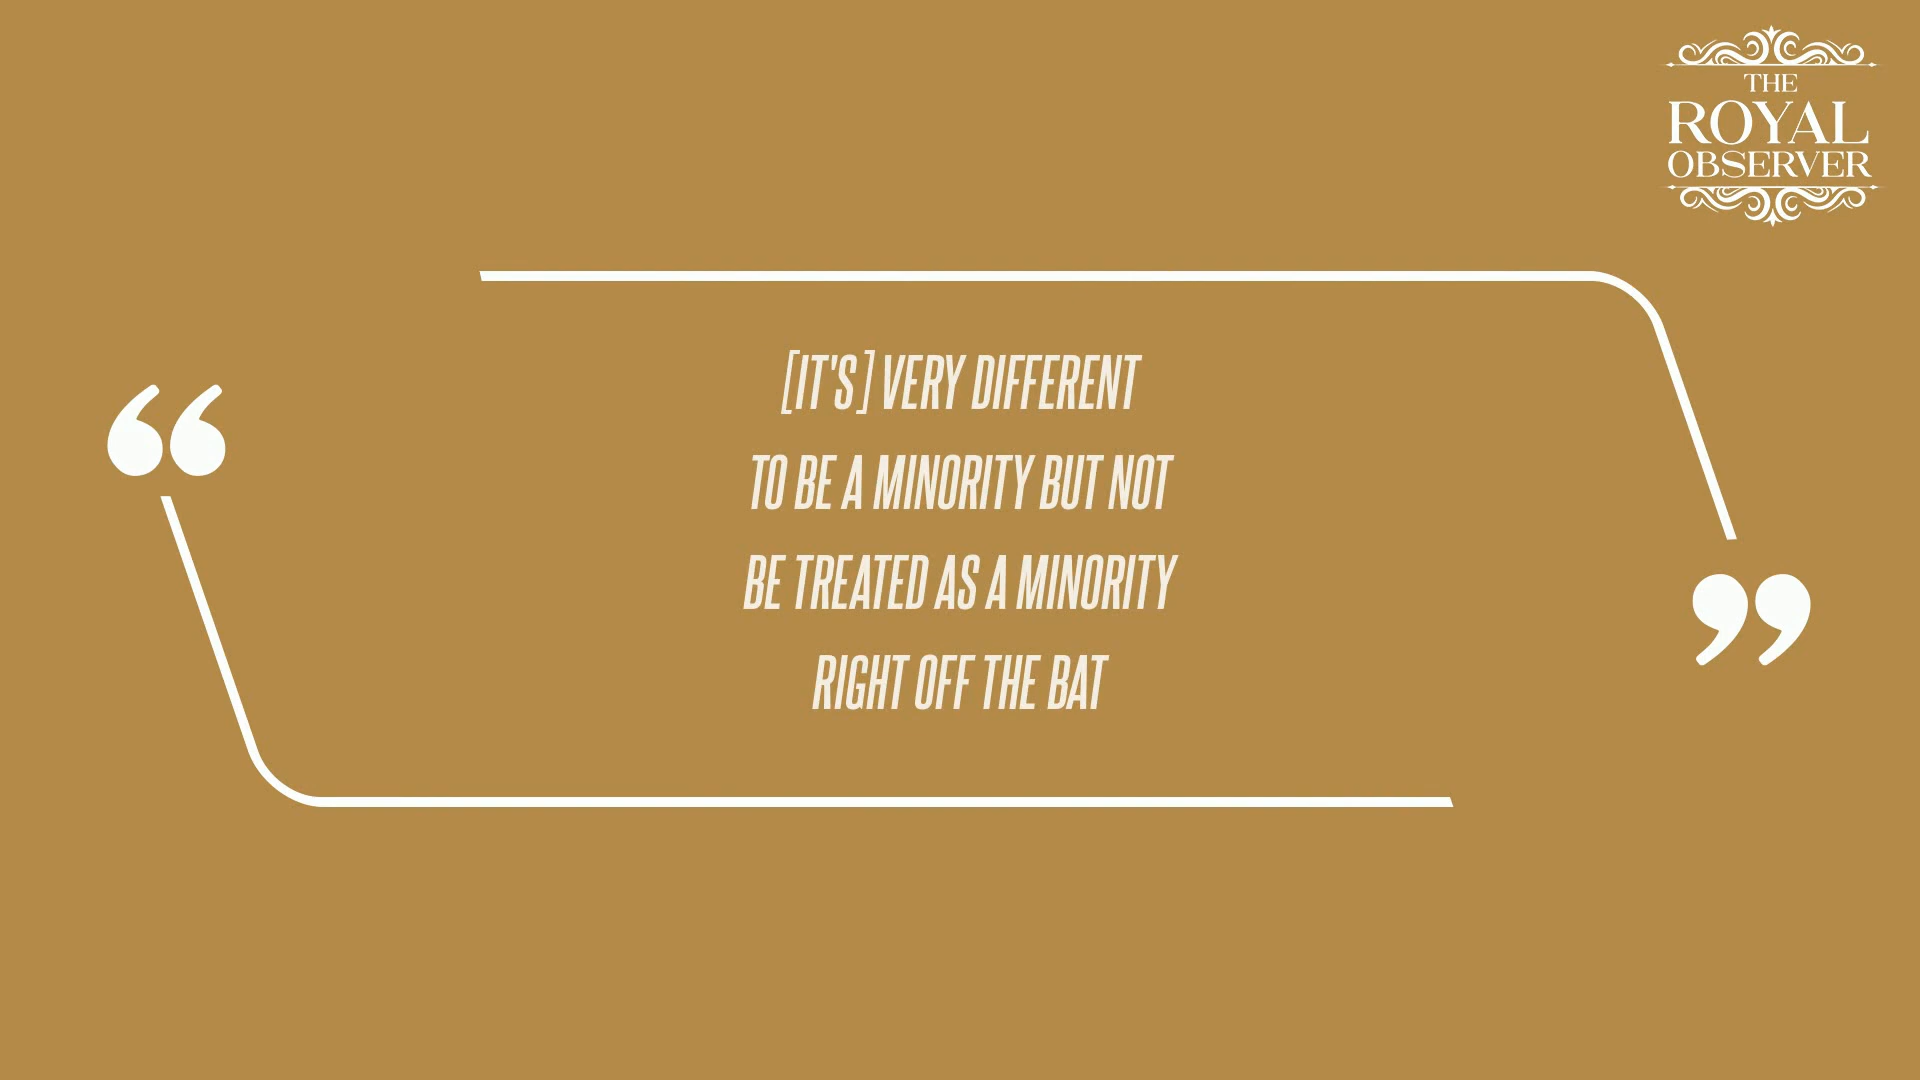 THE
ROYAL
OBSERVER
“
[IT'S] VERY DIFFERENT
TO BE A MINORITY BUT NOT
BE TREATED AS A MINORITY
RIGHT OFF THE BAT
”